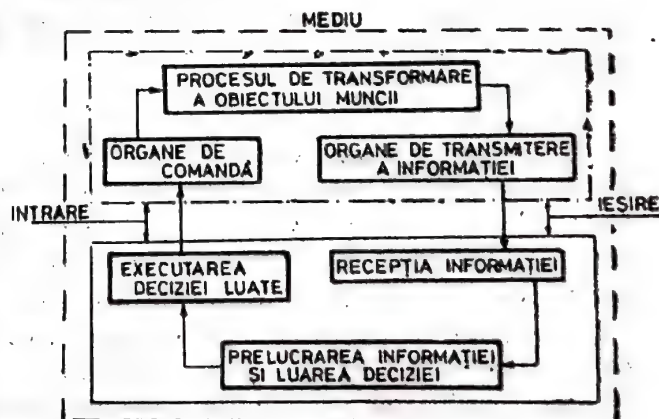 MEDIU
PROCESUL DE TRANSFORMARE
A OBIECTULUI MUNCII
ORGANE DE
COMANDĂ
ORGANE DE TRANSMITERE
A INFORMAȚIEI
INTRARE
IEȘIRE
EXECUTAREA
DECIZIEI LUATE
RECEPȚIA INFORMAȚIEI
PRELUCRAREA INFORMAȚIEI
ȘI LUAREA DECIZIEI